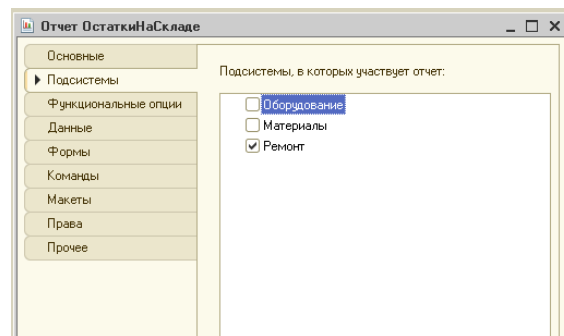 Отчет ОстаткиНаСкладе
Основные
Подсистемы
Функциональные опции
Данные
Формы
Команды
Макеты
Права
Прочее
Подсистемы, в которых участвует отчет:
Оборудование
Материалы
Ремонт